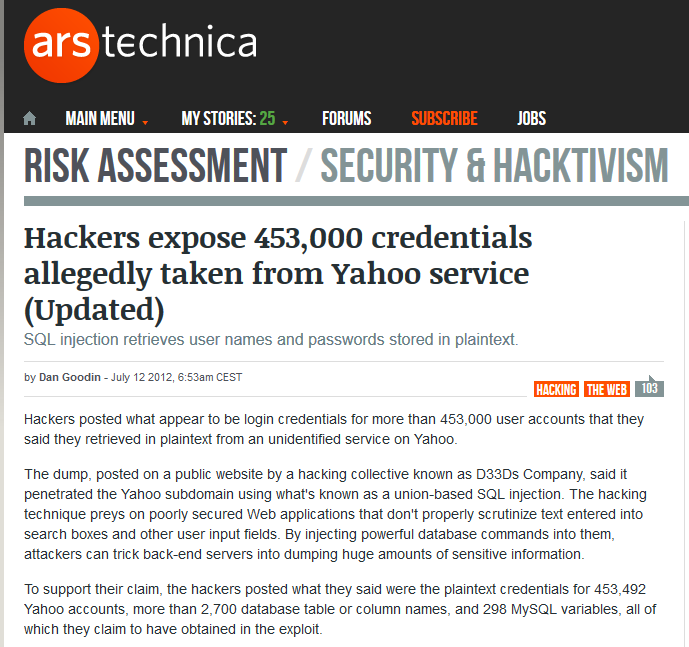 ars technica
MAIN MENU MY STORIES: 25 FORUMS SUBSCRIBE JOBS
RISK ASSESSMENT / SECURITY & HACKTIVISM
Hackers expose 453,000 credentials
allegedly taken from Yahoo service
(Updated)
SQL injection retrieves user names and passwords stored in plaintext.
by Dan Goodin - July 12 2012, 6:53am CEST
HACKING THE WEB 103
Hackers posted what appear to be login credentials for more than 453,000 user accounts that they
said they retrieved in plaintext from an unidentified service on Yahoo.
The dump, posted on a public website by a hacking collective known as D33Ds Company, said it
penetrated the Yahoo subdomain using what's known as a union-based SQL injection. The hacking
technique preys on poorly secured Web applications that don't properly scrutinize text entered into
search boxes and other user input fields. By injecting powerful database commands into them,
attackers can trick back-end servers into dumping huge amounts of sensitive information.
To support their claim, the hackers posted what they said were the plaintext credentials for 453,492
Yahoo accounts, more than 2,700 database table or column names, and 298 MySQL variables, all of
which they claim to have obtained in the exploit.